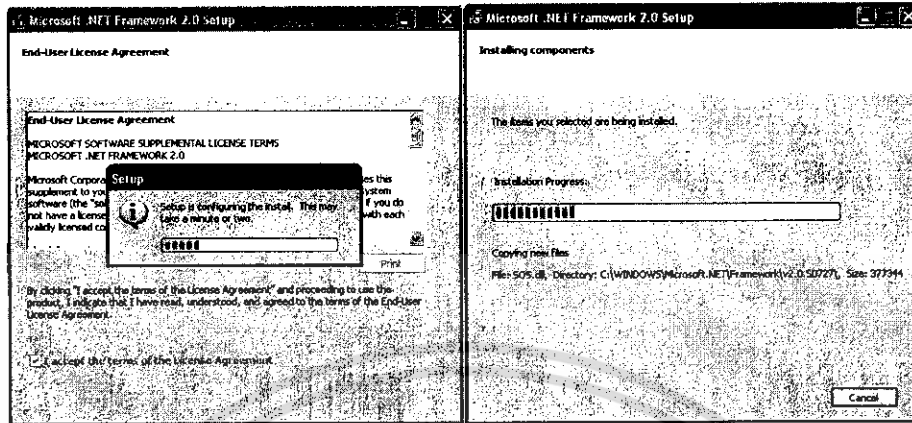 Microsoft .NET Framework 2.0 Setup
End-User License Agreement
End-User License Agreement
MICROSOFT SOFTWARE SUPPLEMENTAL LICENSE TERMS
MICROSOFT .NET FRAMEWORK 2.0
Microsoft Corpora
es this
supplement to you
ystem
software (the "so
if you do
not have a license
with each
validly licensed co
Setup
Setup is configuring the install. This may
take a minute or two.
Print
By clicking "I accept the terms of the License Agreement" and proceeding to use the
product, I indicate that I have read, understood, and agreed to the terms of the End-User
License Agreement.
I accept the terms of the License Agreement
Microsoft .NET Framework 2.0 Setup
Installing components
The items you selected are being installed.
Installation Progress:
Copying new files
File: SOS.dll, Directory: C:\WINDOWS\Microsoft.NET\Framework\v2.0.50727\, Size: 377344
Cancel